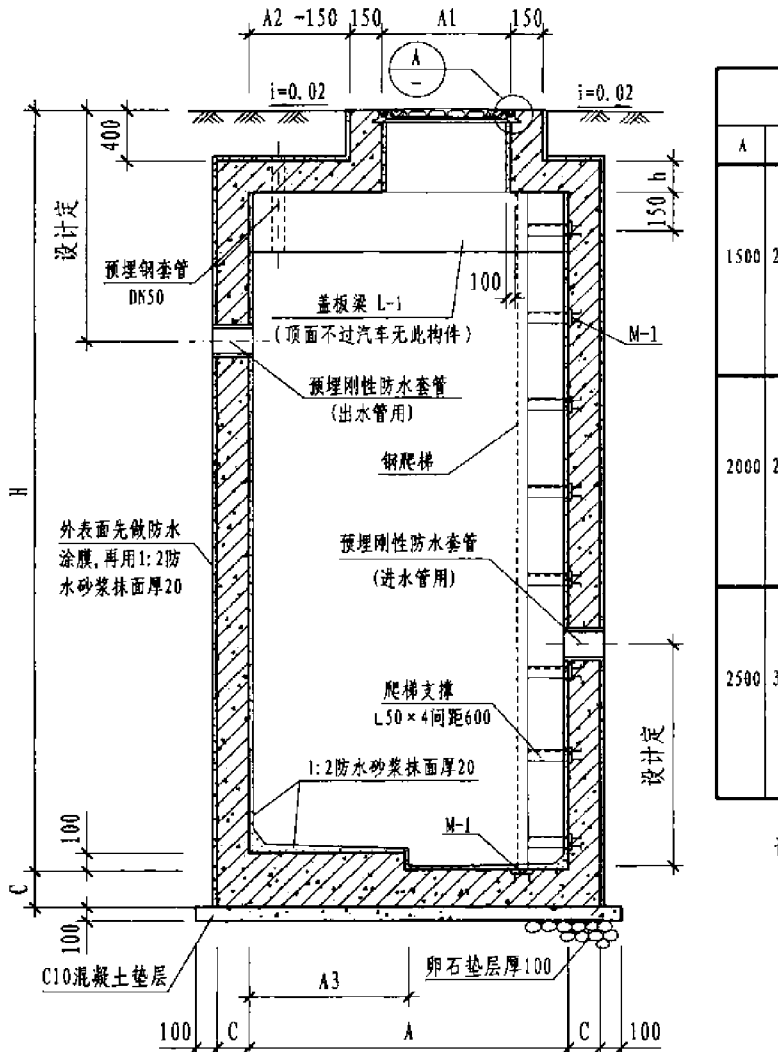 A2 -150
150
A1
150
A
—
i=0.02
i=0.02
400
设计定
h
150
预埋钢套管
DN50
100
盖板梁 L-1
(顶面不过汽车无此构件)
M-1
预埋刚性防水套管
(出水管用)
钢爬梯
H
外表面先做防水
涂膜,再用1:2防
水砂浆抹面厚20
预埋刚性防水套管
(进水管用)
爬梯支撑
L50×4间距600
设计定
1:2防水砂浆抹面厚20
M-1
100
C
100
C10混凝土垫层
卵石垫层厚100
A3
100
C
A
C
100
A
1500
2
2000
2
2500
3